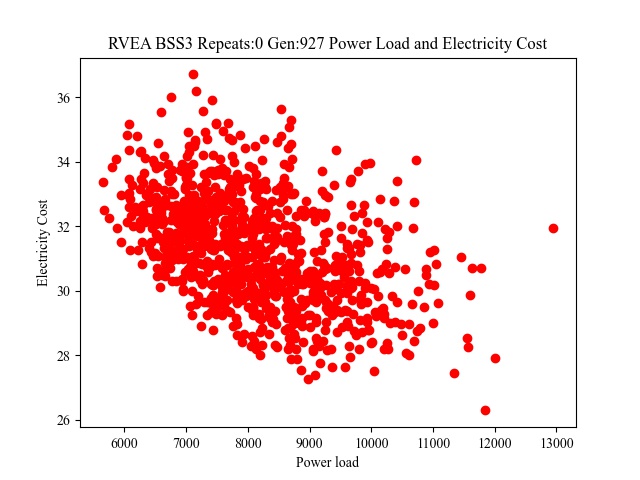 RVEA BSS3 Repeats:0 Gen:927 Power Load and Electricity Cost
Electricity Cost
36
34
32
30
28
26
6000 7000 8000 9000 10000 11000 12000 13000
Power load